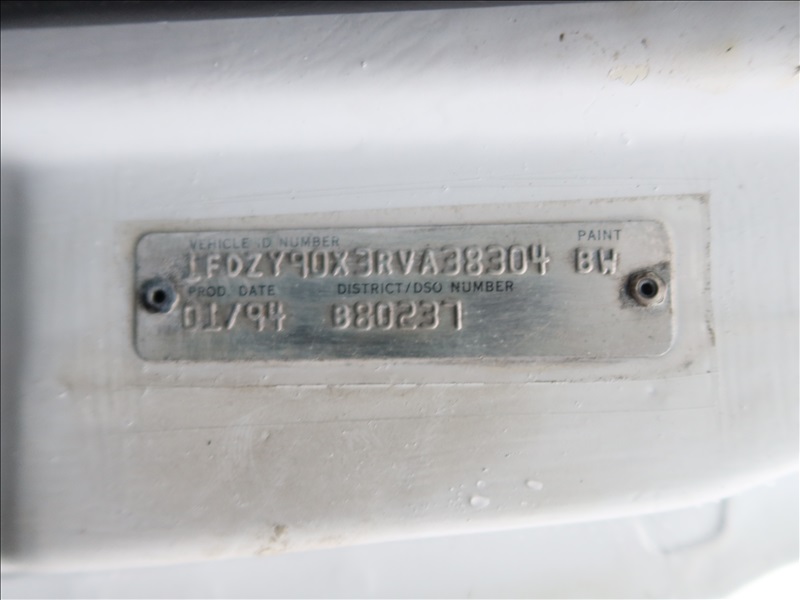 VEHICLE ID NUMBER PAINT
1FDZY90X3RVA38304 BW
PROD. DATE DISTRICT/DSO NUMBER
01/94 B80237